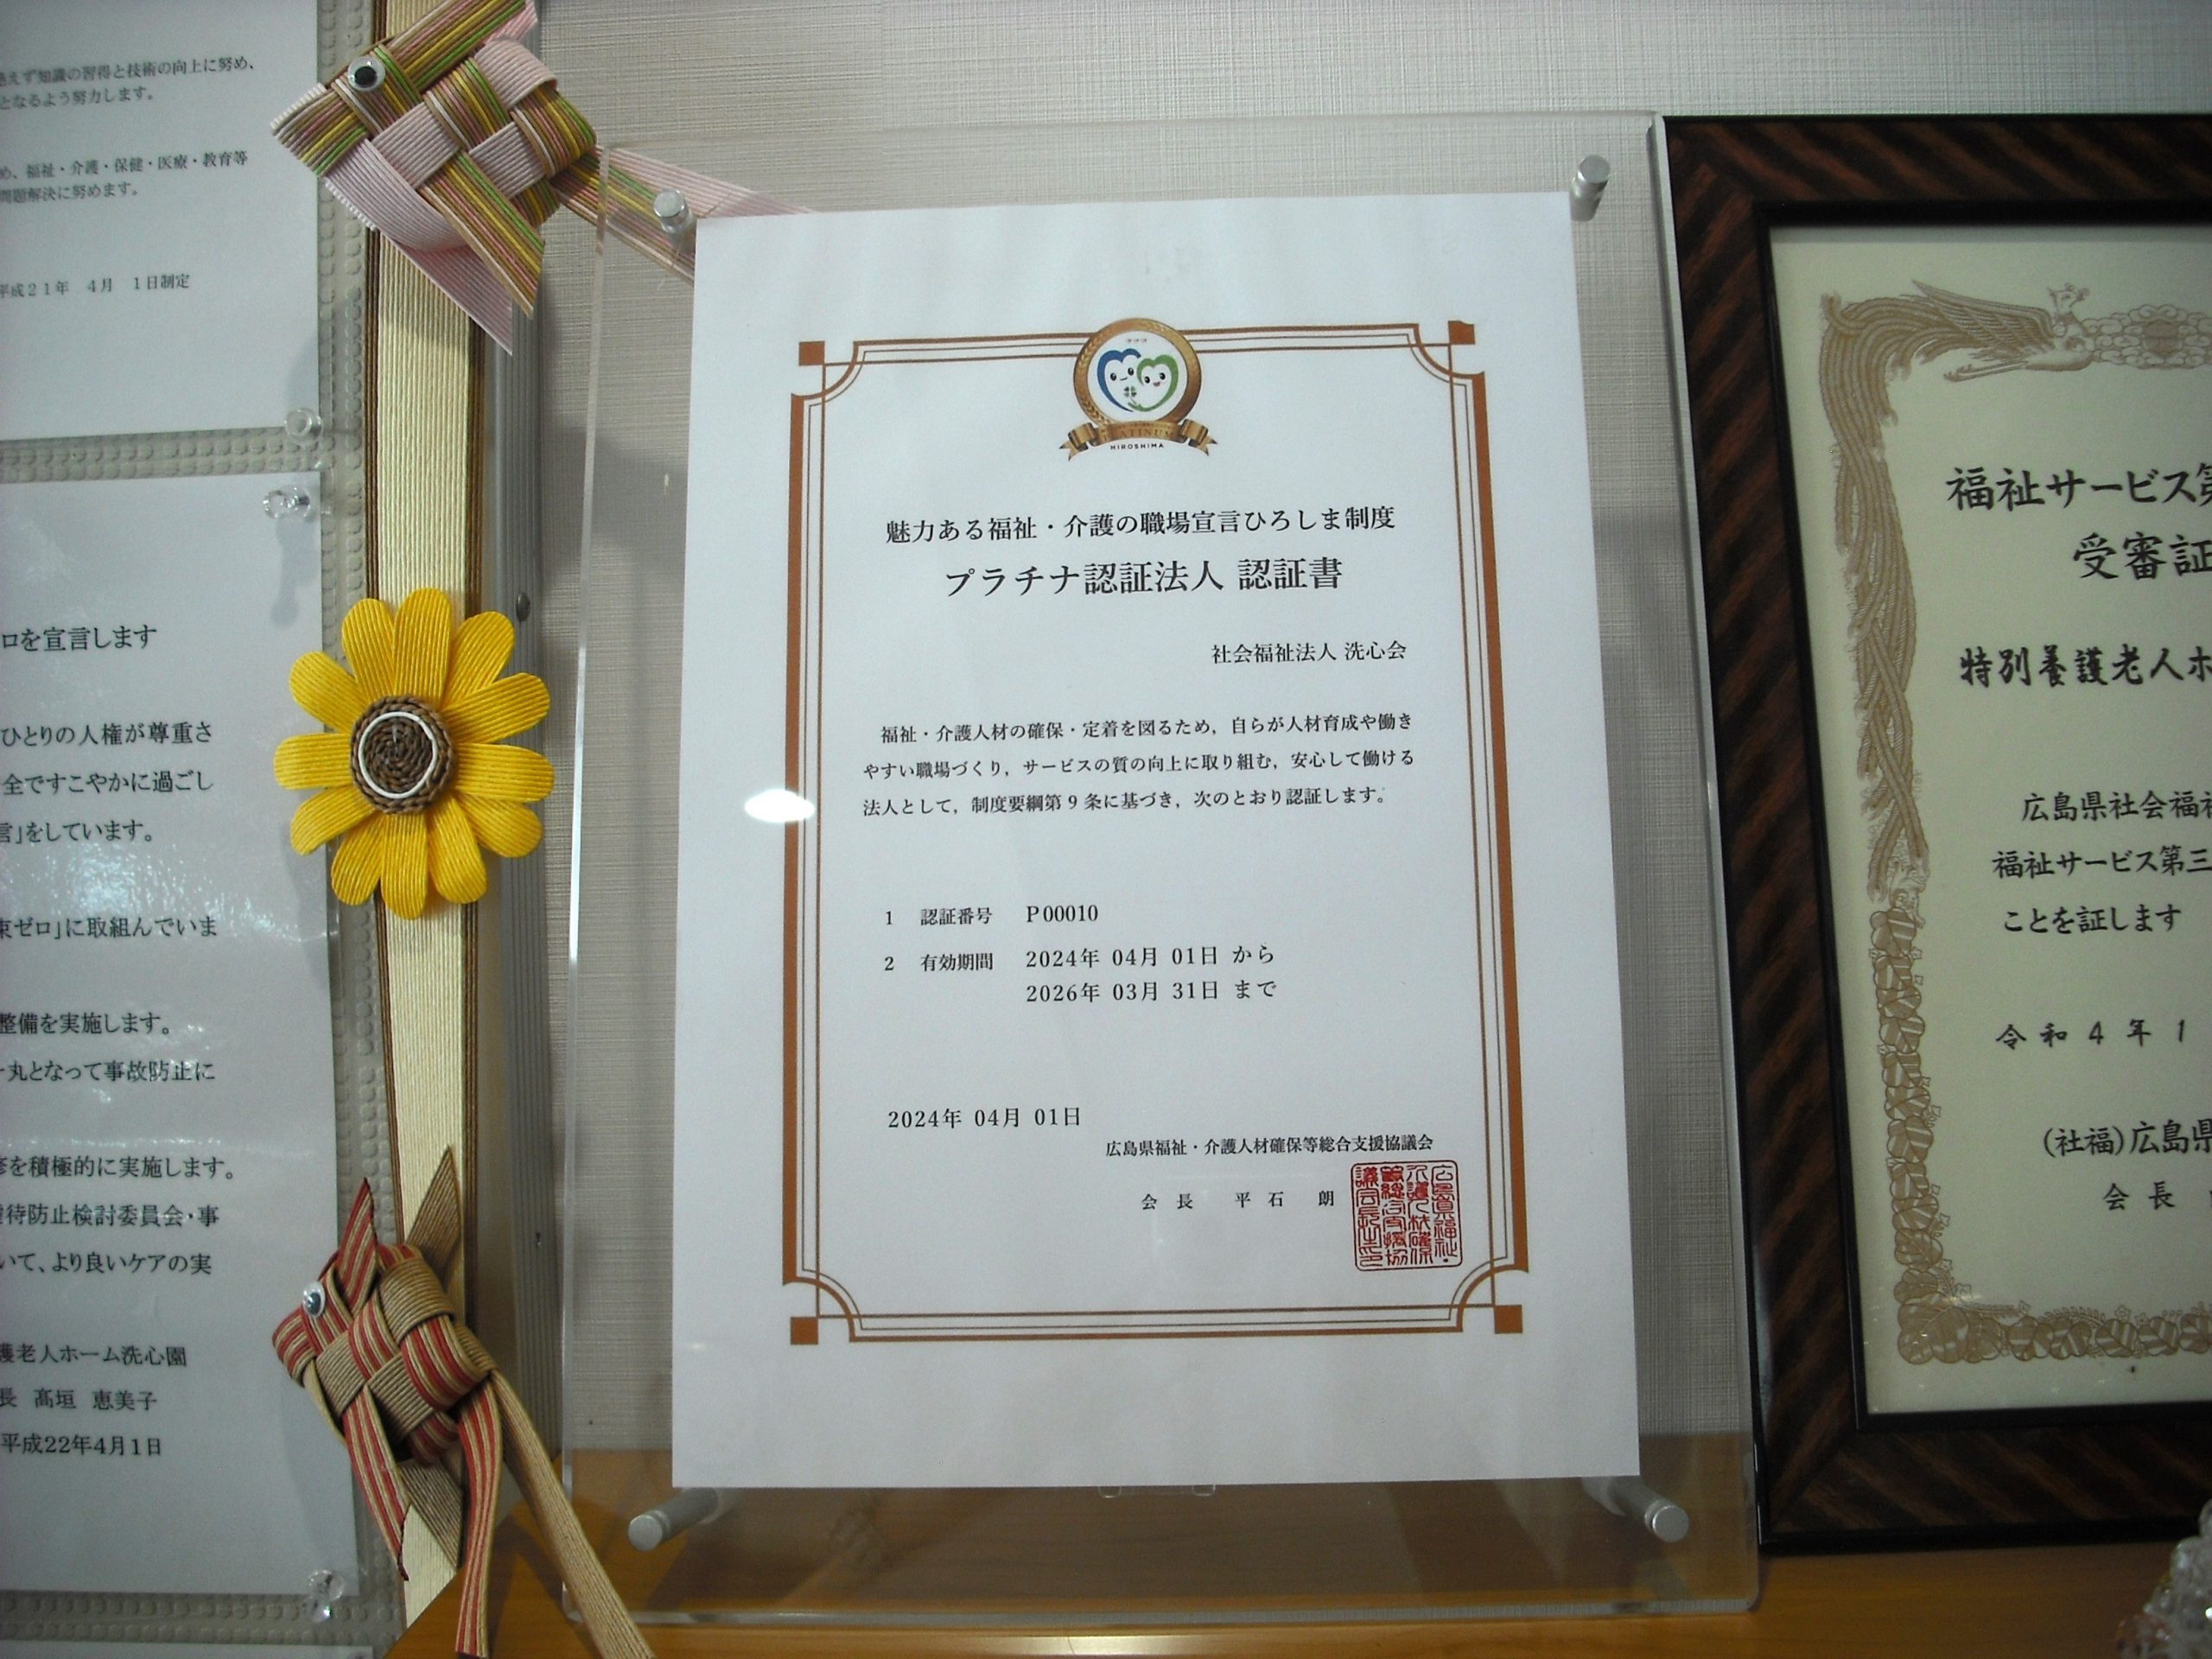 絶えず知識の習得と技術の向上に努め、
となるよう努力します。
め、福祉・介護・保健・医療・教育等
問題解決に努めます。
平成21年 4月 1日制定
ロを宣言します
ひとりの人権が尊重さ
全ですこやかに過ごし
言」をしています。
束ゼロ」に取組んでいま
整備を実施します。
丸となって事故防止に
を積極的に実施します。
待防止検討委員会・事
いて、より良いケアの実
護老人ホーム洗心園
長 髙垣 恵美子
平成22年4月1日
PLATINUM
HIROSHIMA
魅力ある福祉・介護の職場宣言ひろしま制度
プラチナ認証法人 認証書
社会福祉法人 洗心会
福祉・介護人材の確保・定着を図るため，自らが人材育成や働き
やすい職場づくり，サービスの質の向上に取り組む，安心して働ける
法人として，制度要綱第9条に基づき，次のとおり認証します。
1 認証番号 P00010
2 有効期間 2024年 04月 01日 から
2026年 03月 31日 まで
2024年 04月 01日
広島県福祉・介護人材確保等総合支援協議会
会 長 平 石 朗
福祉サービス第
受審証
特別養護老人ホ
広島県社会福祉
福祉サービス第三
ことを証します
令和4年1
(社福)広島県
会長